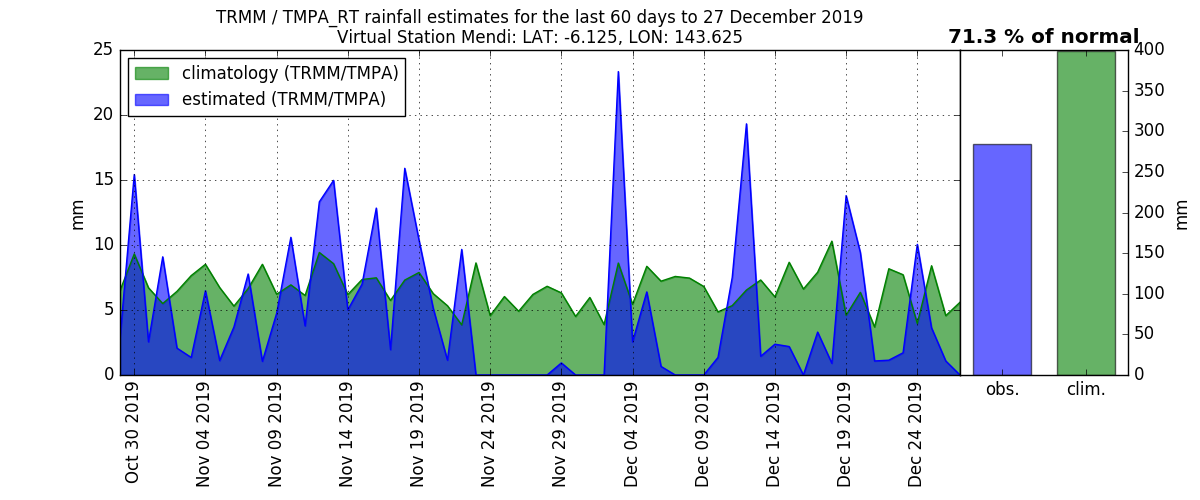 TRMM / TMPA_RT rainfall estimates for the last 60 days to 27 December 2019
Virtual Station Mendi: LAT: -6.125, LON: 143.625
71.3 % of normal
climatology (TRMM/TMPA)
estimated (TRMM/TMPA)
25
20
15
10
5
0
mm
Oct 30 2019
Nov 04 2019
Nov 09 2019
Nov 14 2019
Nov 19 2019
Nov 24 2019
Nov 29 2019
Dec 04 2019
Dec 09 2019
Dec 14 2019
Dec 19 2019
Dec 24 2019
obs.
clim.
400
350
300
250
200
150
100
50
0
mm